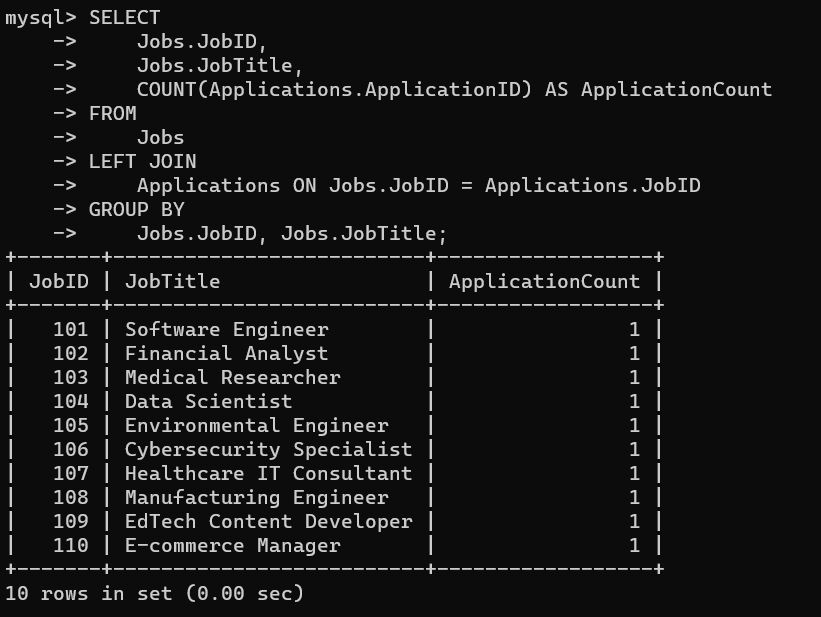 mysql> SELECT
    ->     Jobs.JobID,
    ->     Jobs.JobTitle,
    ->     COUNT(Applications.ApplicationID) AS ApplicationCount
    -> FROM
    ->     Jobs
    -> LEFT JOIN
    ->     Applications ON Jobs.JobID = Applications.JobID
    -> GROUP BY
    ->     Jobs.JobID, Jobs.JobTitle;
+-------+--------------------------+------------------+
| JobID | JobTitle                 | ApplicationCount |
+-------+--------------------------+------------------+
|   101 | Software Engineer        |                1 |
|   102 | Financial Analyst        |                1 |
|   103 | Medical Researcher       |                1 |
|   104 | Data Scientist           |                1 |
|   105 | Environmental Engineer   |                1 |
|   106 | Cybersecurity Specialist |                1 |
|   107 | Healthcare IT Consultant |                1 |
|   108 | Manufacturing Engineer   |                1 |
|   109 | EdTech Content Developer |                1 |
|   110 | E-commerce Manager       |                1 |
+-------+--------------------------+------------------+
10 rows in set (0.00 sec)